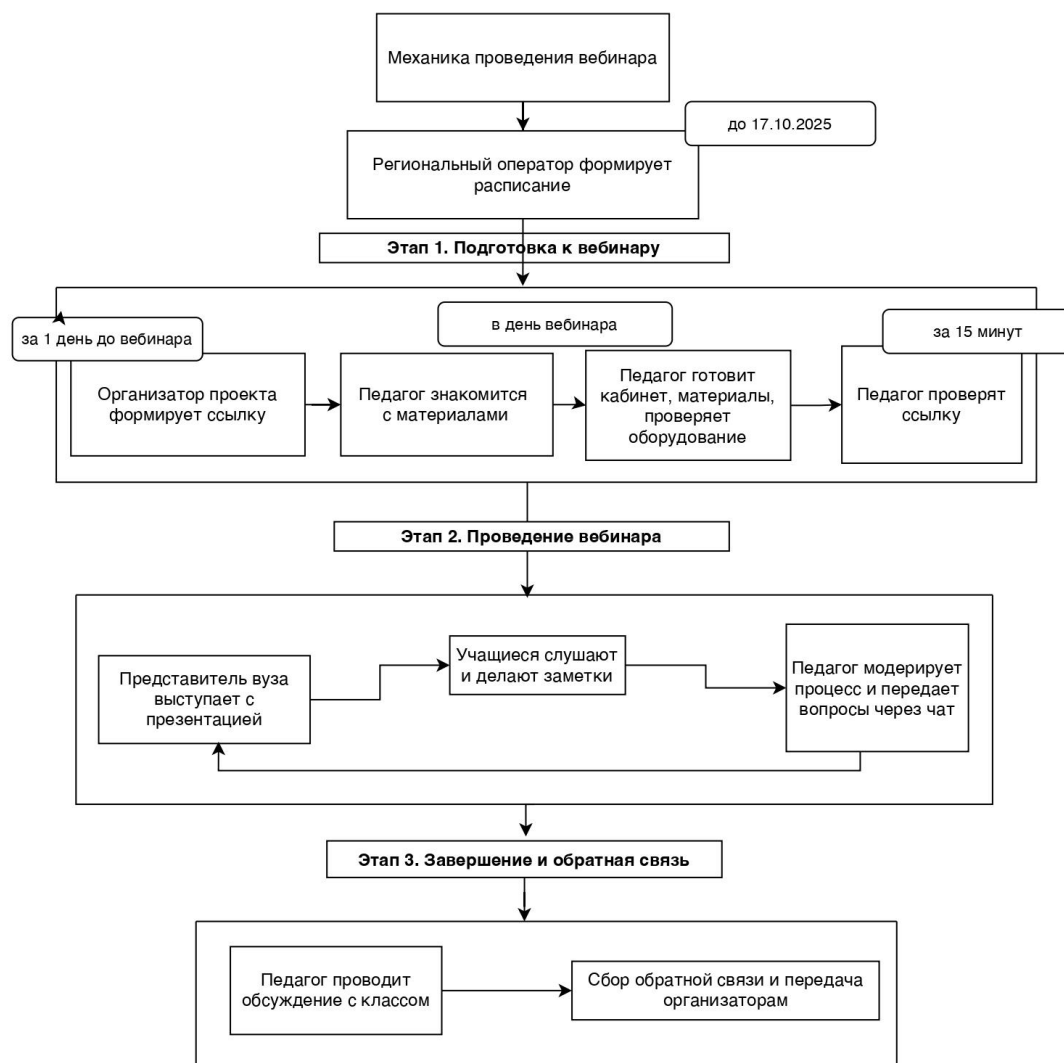 Механика проведения вебинара
до 17.10.2025
Региональный оператор формирует
расписание
Этап 1. Подготовка к вебинару
за 1 день до вебинара
в день вебинара
за 15 минут
Организатор проекта
формирует ссылку
Педагог знакомится
с материалами
Педагог готовит
кабинет, материалы,
проверяет
оборудование
Педагог проверят
ссылку
Этап 2. Проведение вебинара
Представитель вуза
выступает с
презентацией
Учащиеся слушают
и делают заметки
Педагог модерирует
процесс и передает
вопросы через чат
Этап 3. Завершение и обратная связь
Педагог проводит
обсуждение с классом
Сбор обратной связи и передача
организаторам